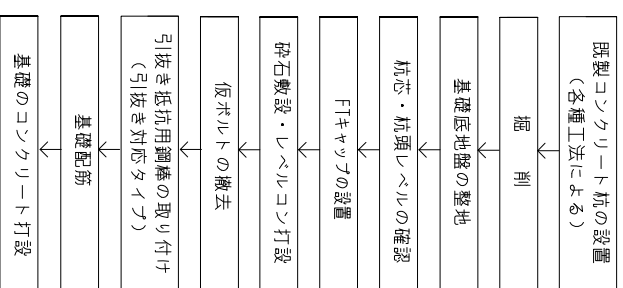 既製コンクリート杭の設置
（各種工法による）
掘　削
基礎底地盤の整地
杭芯・杭頭レベルの確認
FTキャップの設置
砕石敷設・レベルコン打設
仮ボルトの撤去
引抜き抵抗用鋼棒の取り付け
（引抜き対応タイプ）
基礎配筋
基礎のコンクリート打設